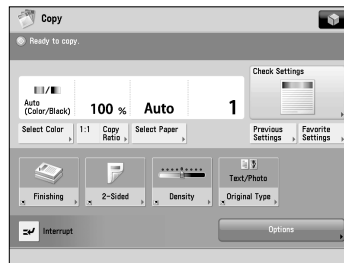 Copy
Ready to copy.
Check Settings
Auto
(Color/Black)
100 %
Auto
1
Select Color
1:1
Copy
Ratio
Select Paper
Previous
Settings
Favorite
Settings
Text/Photo
Finishing
2-Sided
Density
Original Type
Interrupt
Options